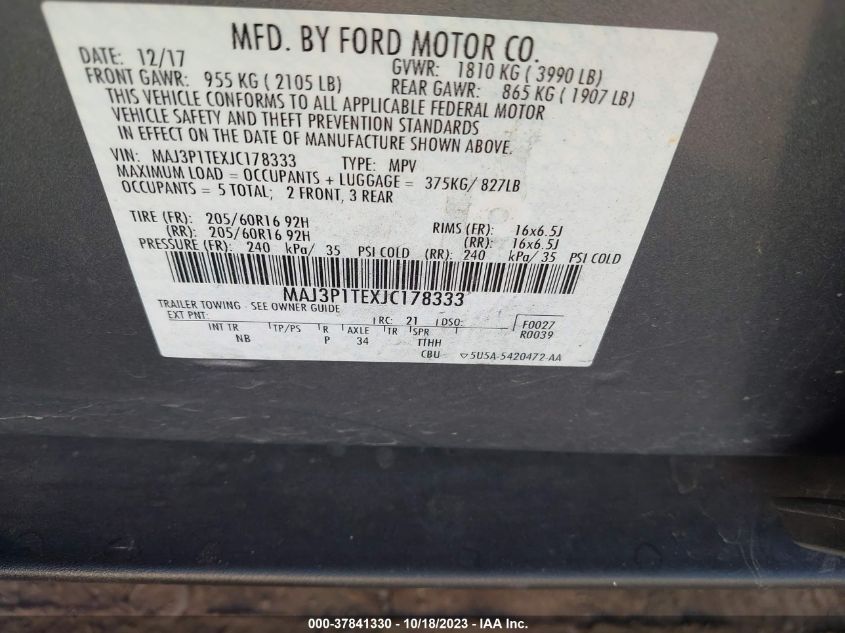 MFD. BY FORD MOTOR CO.
DATE: 12/17 GVWR: 1810 KG ( 3990 LB)
FRONT GAWR: 955 KG ( 2105 LB) REAR GAWR: 865 KG ( 1907 LB)
THIS VEHICLE CONFORMS TO ALL APPLICABLE FEDERAL MOTOR
VEHICLE SAFETY AND THEFT PREVENTION STANDARDS
IN EFFECT ON THE DATE OF MANUFACTURE SHOWN ABOVE.
VIN: MAJ3P1TEXJC178333 TYPE: MPV
MAXIMUM LOAD = OCCUPANTS + LUGGAGE = 375KG/ 827LB
OCCUPANTS = 5 TOTAL; 2 FRONT, 3 REAR
TIRE (FR): 205/60R16 92H RIMS (FR): 16x6.5J
(RR): 205/60R16 92H (RR): 16x6.5J
PRESSURE (FR): 240 kPa/ 35 PSI COLD (RR): 240 kPa/ 35 PSI COLD
MAJ3P1TEXJC178333
TRAILER TOWING - SEE OWNER GUIDE
EXT PNT: RC: 21 DSO: F0027
R0039
INT TR TP/PS R AXLE TR SPR
NB P 34 TTHH
CBU 5U5A-5420472-AA
000-37841330 - 10/18/2023 - IAA Inc.